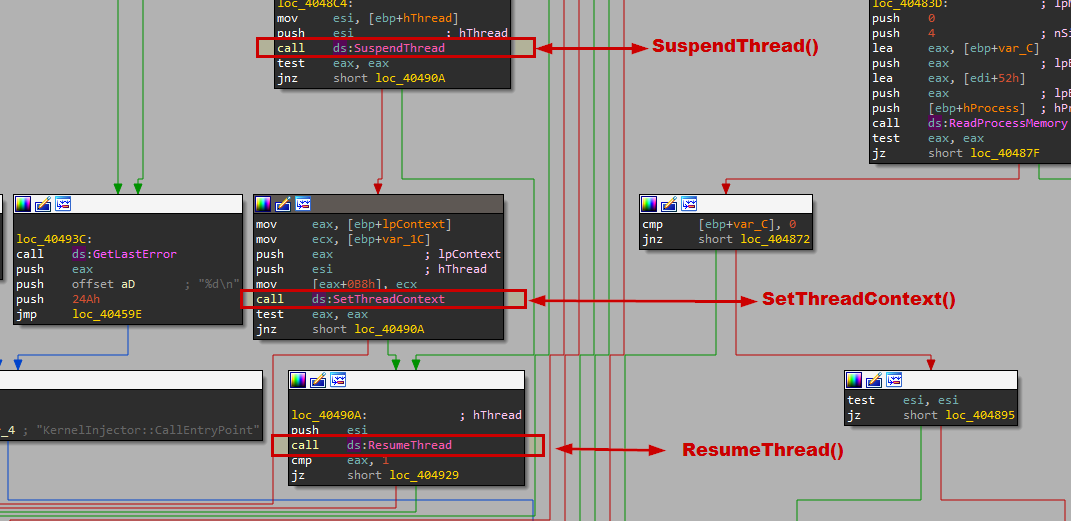 loc_4048C4:
mov esi, [ebp+hThread]
push esi ; hThread
call ds:SuspendThread
test eax, eax
jnz short loc_40490A
SuspendThread()
loc_40483D:
push 0
push 4
lea eax, [ebp+var_C]
push eax
lea eax, [edi+52h]
push eax
push [ebp+hProcess]
call ds:ReadProcessMemory
test eax, eax
jz short loc_40487F
loc_40493C:
call ds:GetLastError
push eax
push offset aD ; "%d\n"
push 24Ah
jmp loc_40459E
mov eax, [ebp+lpContext]
mov ecx, [ebp+var_1C]
push eax ; lpContext
push esi ; hThread
mov [eax+0B8h], ecx
call ds:SetThreadContext
test eax, eax
jnz short loc_40490A
SetThreadContext()
cmp [ebp+var_C], 0
jnz short loc_404872
_4 ; "KernelInjector::CallEntryPoint"
loc_40490A: ; hThread
push esi
call ds:ResumeThread
cmp eax, 1
jz short loc_404929
ResumeThread()
test esi, esi
jz short loc_404895